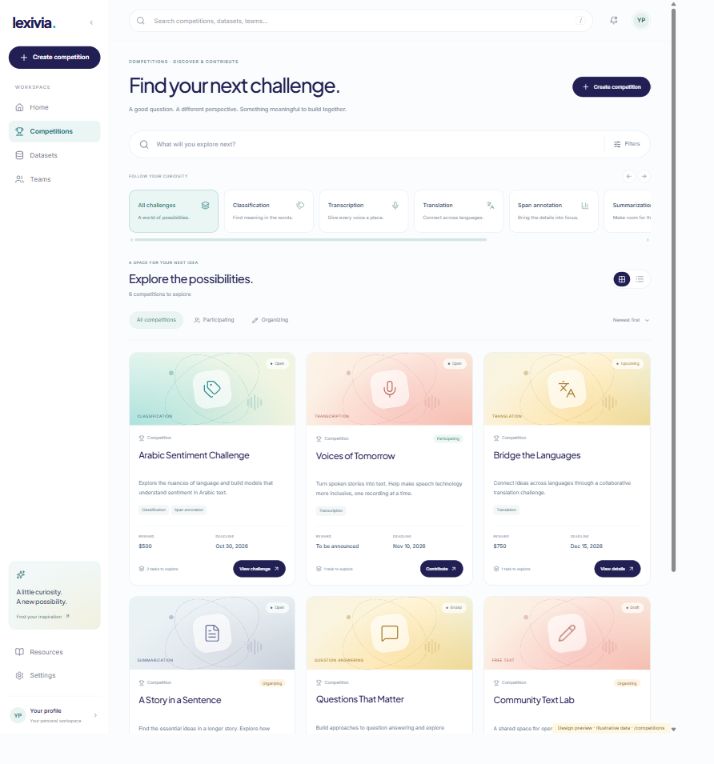 lexivia.
Search competitions, datasets, teams...
/
YP
Create competition
WORKSPACE
Home
Competitions
Datasets
Teams
COMPETITIONS · DISCOVER & CONTRIBUTE
Find your next challenge.
Create competition
A good question. A different perspective. Something meaningful to build together.
What will you explore next?
Filters
FOLLOW YOUR CURIOSITY
All challenges
A world of possibilities.
Classification
Find meaning in the words.
Transcription
Give every voice a place.
Translation
Connect across languages.
Span annotation
Bring the details into focus.
Summarizatio
Make room for th
A SPACE FOR YOUR NEXT IDEA
Explore the possibilities.
6 competitions to explore
All competitions
Participating
Organizing
Newest first
Open
CLASSIFICATION
Competition
Arabic Sentiment Challenge
Explore the nuances of language and build models that
understand sentiment in Arabic text.
Classification
Span annotation
REWARD
DEADLINE
$500
Oct 30, 2026
2 tasks to explore
View challenge
Open
TRANSCRIPTION
Competition
Participating
Voices of Tomorrow
Turn spoken stories into text. Help make speech technology
more inclusive, one recording at a time.
Transcription
REWARD
DEADLINE
To be announced
Nov 10, 2026
1 task to explore
Contribute
Upcoming
TRANSLATION
Competition
Bridge the Languages
Connect ideas across languages through a collaborative
translation challenge.
Translation
REWARD
DEADLINE
$750
Dec 15, 2026
1 task to explore
View details
Open
SUMMARIZATION
Competition
Organizing
A Story in a Sentence
Find the essential ideas in a longer story. Explore how
Ended
QUESTION ANSWERING
Competition
Questions That Matter
Build approaches to question answering and explore
Draft
FREE TEXT
Competition
Organizing
Community Text Lab
A shared space for oper
Design preview · illustrative data · /competitions
A little curiosity.
A new possibility.
Find your inspiration
Resources
Settings
YP
Your profile
Your personal workspace